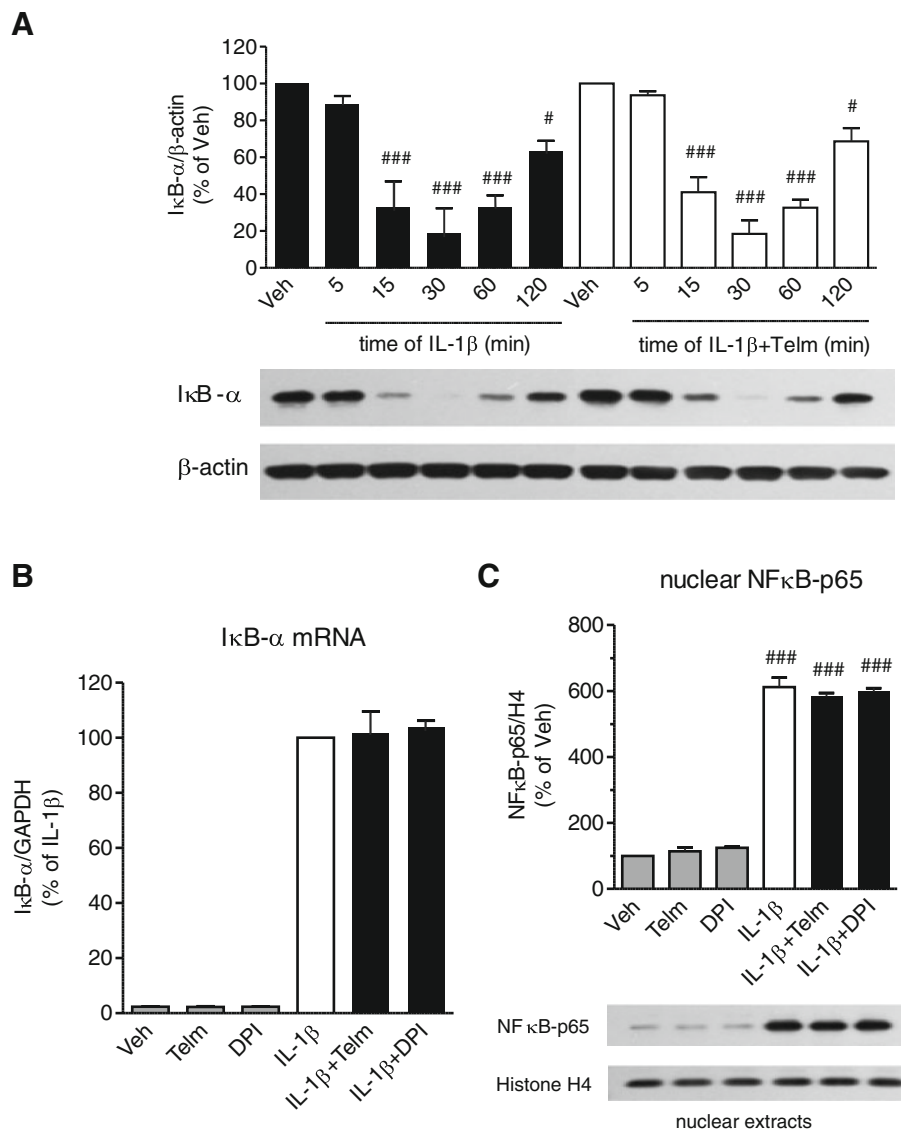 A
IκB-α/β-actin
(% of Veh)
120
100
80
60
40
20
0
###
###
###
#
###
###
###
#
Veh 5 15 30 60 120 Veh 5 15 30 60 120
time of IL-1β (min) time of IL-1β+Telm (min)
IκB-α
β-actin
B
IκB-α mRNA
IκB-α/GAPDH
(% of IL-1β)
120
100
80
60
40
20
0
Veh Telm DPI IL-1β IL-1β+Telm IL-1β+DPI
C
nuclear NFκB-p65
NFκB-p65/H4
(% of Veh)
800
600
400
200
0
### ### ###
Veh Telm DPI IL-1β IL-1β+Telm IL-1β+DPI
NFκB-p65
Histone H4
nuclear extracts